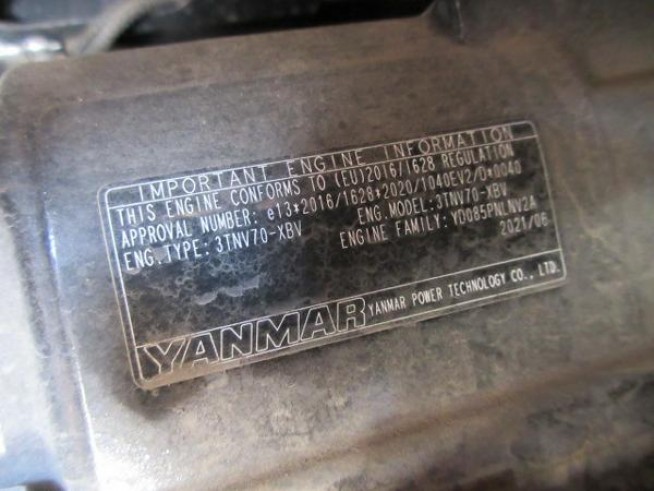 IMPORTANT ENGINE INFORMATION
THIS ENGINE CONFORMS TO (EU)2016/1628 REGULATION
APPROVAL NUMBER: e13*2016/1628*2020/1040EV2/D*0040
ENG.TYPE: 3TNV70-XBV ENG.MODEL: 3TNV70-XBV
ENGINE FAMILY: YD085PNLNV2A
2021/06
YANMAR YANMAR POWER TECHNOLOGY CO., LTD.